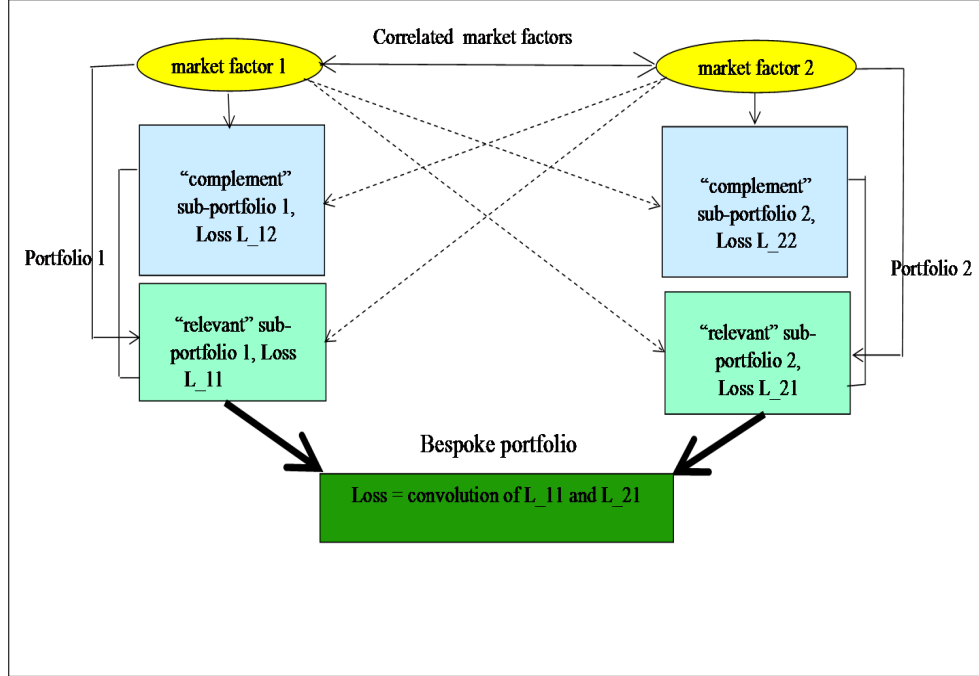 Correlated market factors
market factor 1
market factor 2
“complement”
sub-portfolio 1,
Loss L_12
“complement”
sub-portfolio 2,
Loss L_22
Portfolio 1
Portfolio 2
“relevant” sub-
portfolio 1, Loss
L_11
“relevant” sub-
portfolio 2,
Loss L_21
Bespoke portfolio
Loss = convolution of L_11 and L_21